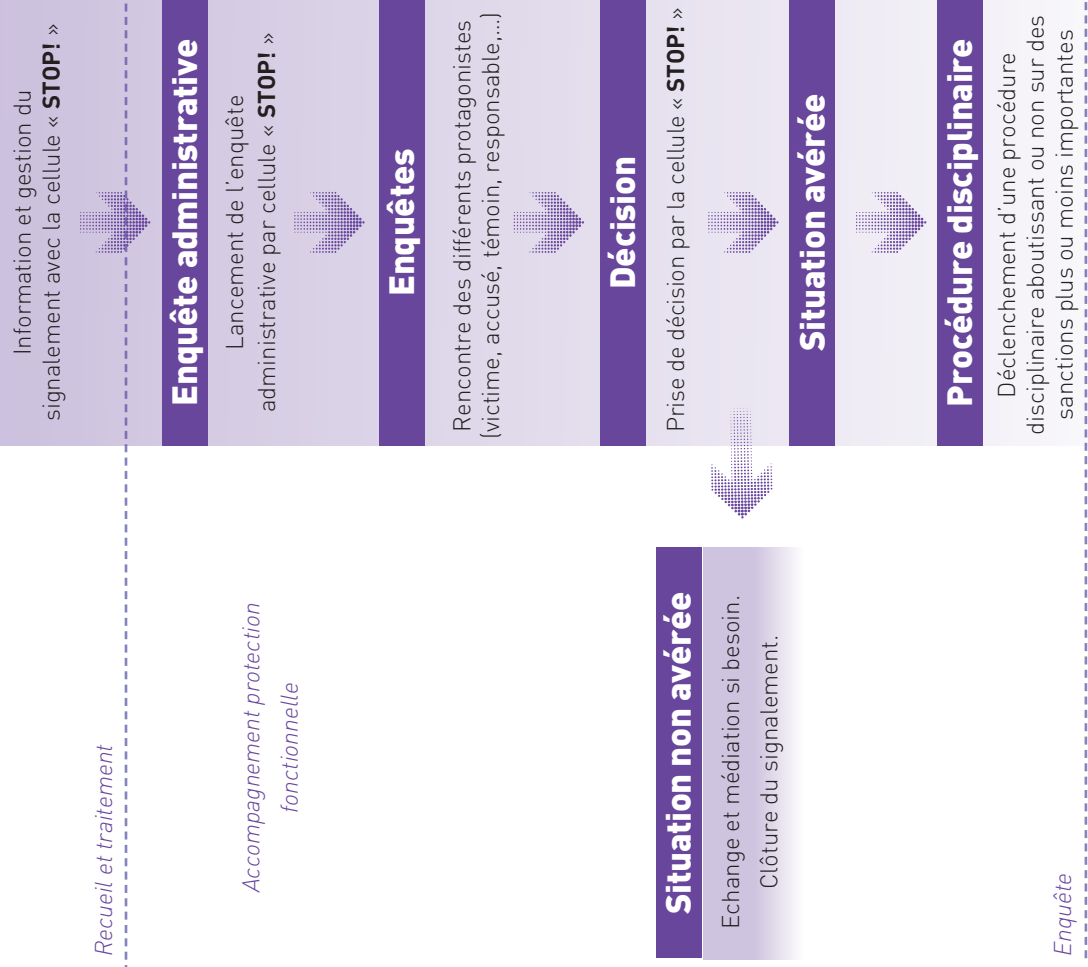 Information et gestion du
signalement avec la cellule « STOP! »
Recueil et traitement
Enquête administrative
Lancement de l'enquête
administrative par cellule « STOP! »
Accompagnement protection
fonctionnelle
Enquêtes
Rencontre des différents protagonistes
(victime, accusé, témoin, responsable,...)
Décision
Prise de décision par la cellule « STOP! »
Situation non avérée
Echange et médiation si besoin.
Clôture du signalement.
Situation avérée
Procédure disciplinaire
Déclenchement d'une procédure
disciplinaire aboutissant ou non sur des
sanctions plus ou moins importantes
Enquête